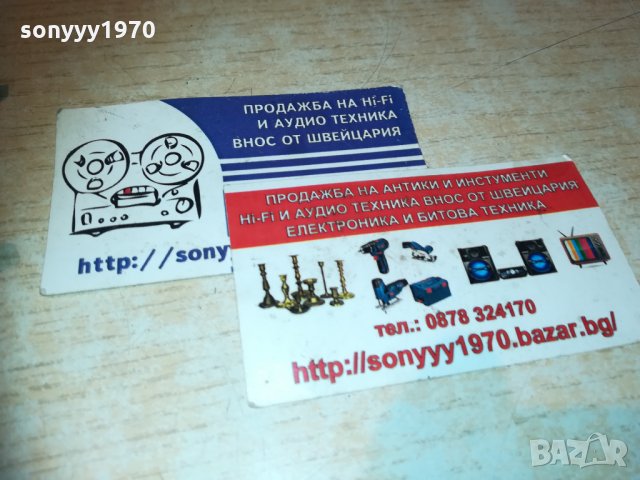 sonyyy1970
ПРОДАЖБА НА Hi-Fi
И АУДИО ТЕХНИКА
ВНОС ОТ ШВЕЙЦАРИЯ
http://sony
ПРОДАЖБА НА АНТИКИ И ИНСТУМЕНТИ
Hi-Fi И АУДИО ТЕХНИКА ВНОС ОТ ШВЕЙЦАРИЯ
ЕЛЕКТРОНИКА И БИТОВА ТЕХНИКА
тел.: 0878 324170
http://sonyyy1970.bazar.bg/
BAZAR